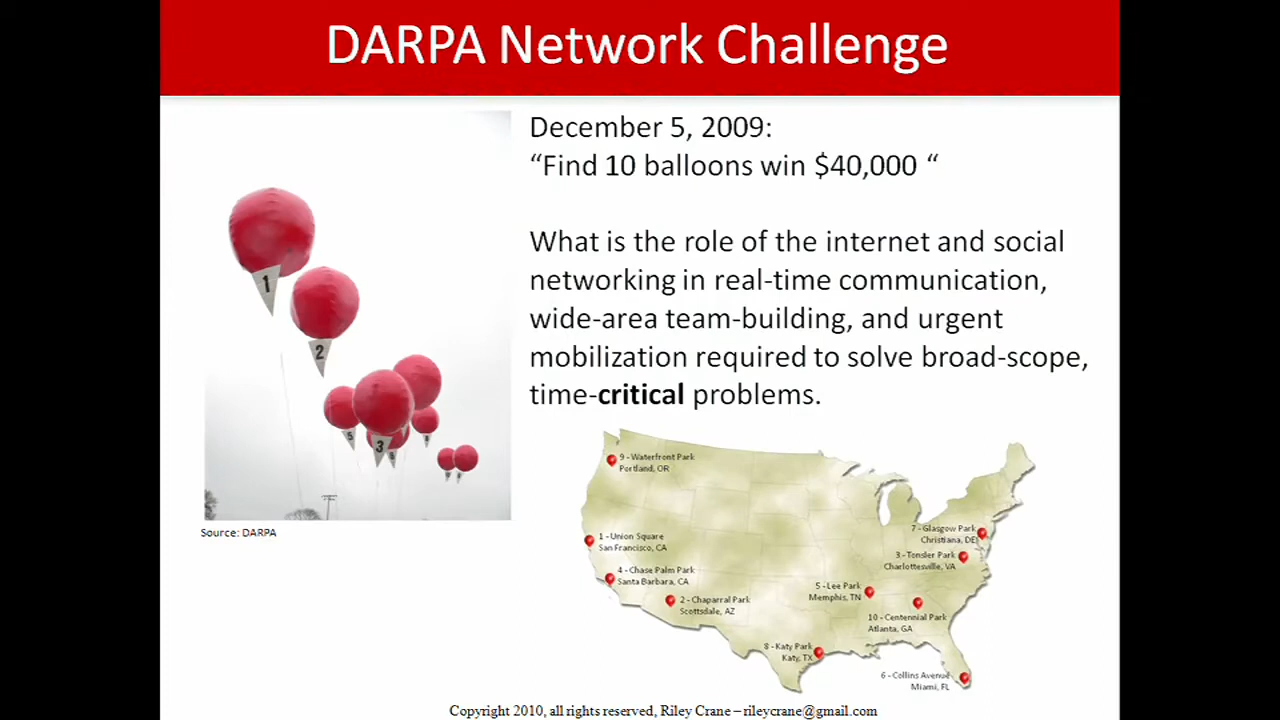 DARPA Network Challenge
December 5, 2009:
“Find 10 balloons win $40,000 “
What is the role of the internet and social
networking in real-time communication,
wide-area team-building, and urgent
mobilization required to solve broad-scope,
time-critical problems.
1
2
5
3
Source: DARPA
9 - Waterfront Park
Portland, OR
1 - Union Square
San Francisco, CA
4 - Chase Palm Park
Santa Barbara, CA
2 - Chaparral Park
Scottsdale, AZ
7 - Glasgow Park
Christiana, DE
3 - Tonsler Park
Charlottesville, VA
5 - Lee Park
Memphis, TN
10 - Centennial Park
Atlanta, GA
8 - Katy Park
Katy, TX
6 - Collins Avenue
Miami, FL
Copyright 2010, all rights reserved, Riley Crane – rileycrane@gmail.com